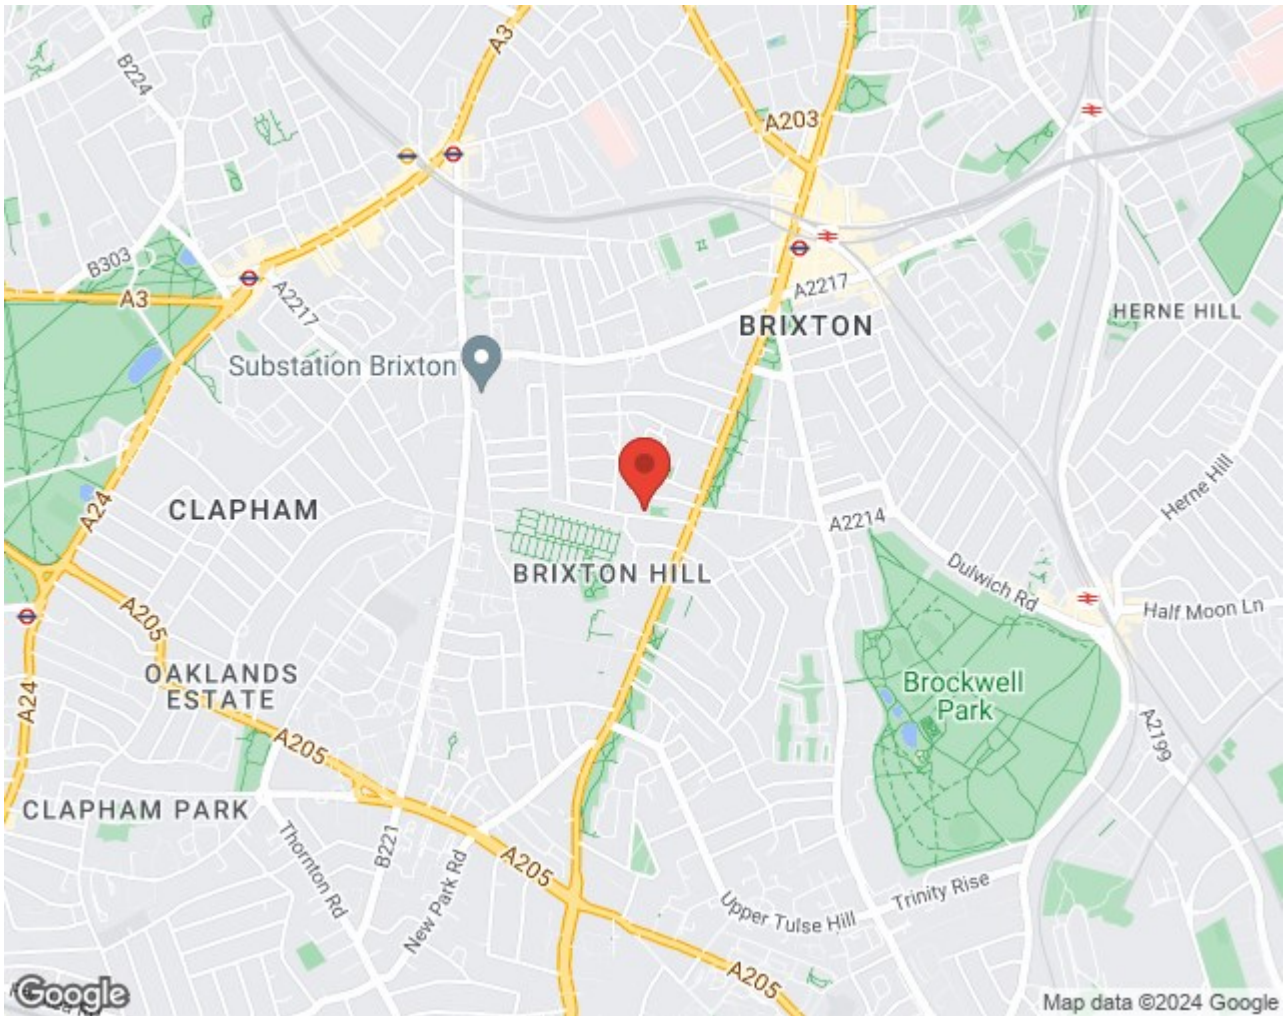 A3
B224
A203
B303
A3
A2217
A2217
BRIXTON
HERNE HILL
Substation Brixton
CLAPHAM
A24
A2214
Herne Hill
BRIXTON HILL
Dulwich Rd
A205
Half Moon Ln
OAKLANDS
ESTATE
Brockwell
Park
A24
A205
A2199
CLAPHAM PARK
B221
Thornton Rd
New Park Rd
A205
Upper Tulse Hill
Trinity Rise
A205
Google
Map data ©2024 Google